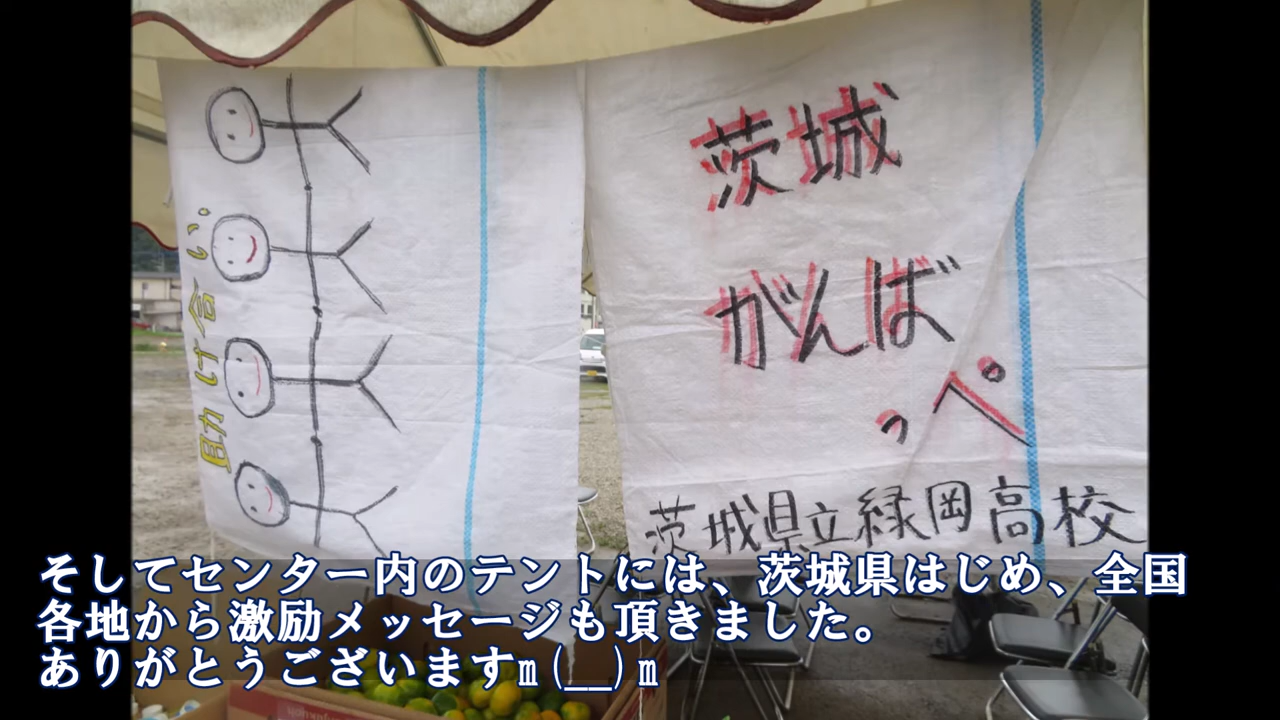 助け合い。
茨城
がんば
っぺ
茨城県立緑岡高校
そしてセンター内のテントには、茨城県はじめ、全国
各地から激励メッセージも頂きました。
ありがとうございますm(__)m